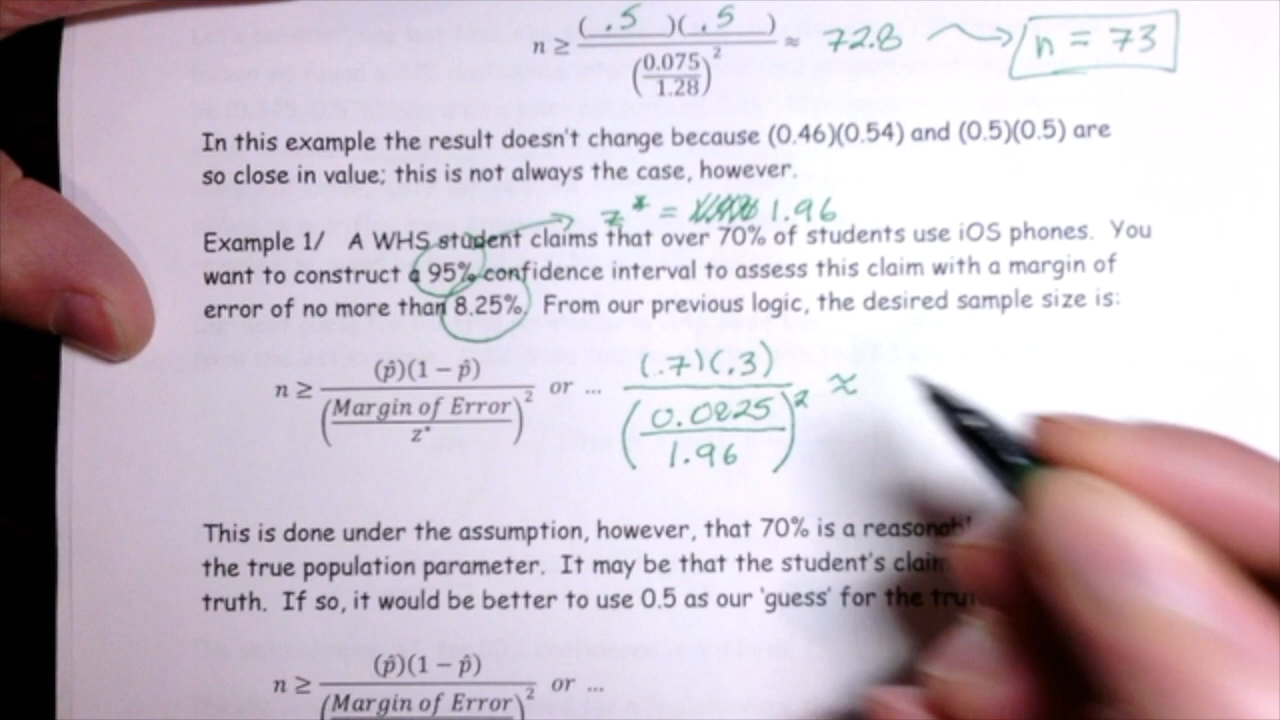 n ≥ (.5)(.5) / (0.075/1.28)² ≈ 72.8 → n = 73
In this example the result doesn't change because (0.46)(0.54) and (0.5)(0.5) are
so close in value; this is not always the case, however.
z* = 1.96
Example 1/ A WHS student claims that over 70% of students use iOS phones. You
want to construct a 95% confidence interval to assess this claim with a margin of
error of no more than 8.25%. From our previous logic, the desired sample size is:
n ≥ (p̂)(1 − p̂) / (Margin of Error/z*)² or ... (.7)(.3) / (0.0825/1.96)² ≈
This is done under the assumption, however, that 70% is a
the true population parameter. It may be that the student's
truth. If so, it would be better to use 0.5 as our 'guess' for the
n ≥ (p̂)(1 − p̂) / (Margin of Error)² or ...